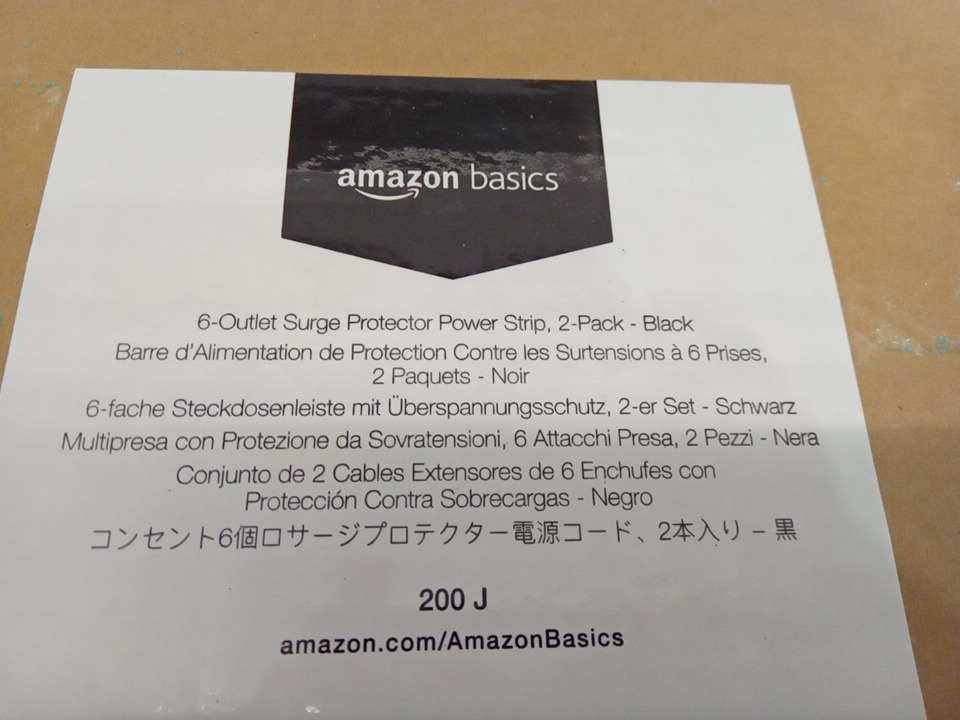 amazon basics
6-Outlet Surge Protector Power Strip, 2-Pack - Black
Barre d'Alimentation de Protection Contre les Surtensions à 6 Prises,
2 Paquets - Noir
6-fache Steckdosenleiste mit Überspannungsschutz, 2-er Set - Schwarz
Multipresa con Protezione da Sovratensioni, 6 Attacchi Presa, 2 Pezzi - Nera
Conjunto de 2 Cables Extensores de 6 Enchufes con
Protección Contra Sobrecargas - Negro
コンセント6個口サージプロテクター電源コード、2本入り – 黒
200 J
amazon.com/AmazonBasics